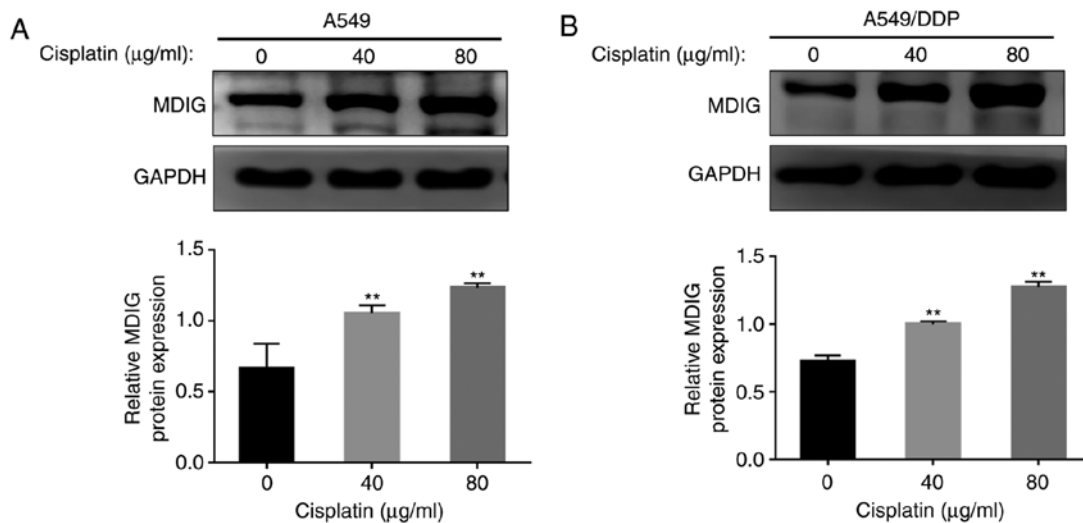 A
A549
Cisplatin (μg/ml):
0 40 80
MDIG
GAPDH
1.5
1.0
0.5
0.0
Relative MDIG
protein expression
**
**
0 40 80
Cisplatin (μg/ml)
B
A549/DDP
Cisplatin (μg/ml):
0 40 80
MDIG
GAPDH
1.5
1.0
0.5
0.0
Relative MDIG
protein expression
**
**
0 40 80
Cisplatin (μg/ml)